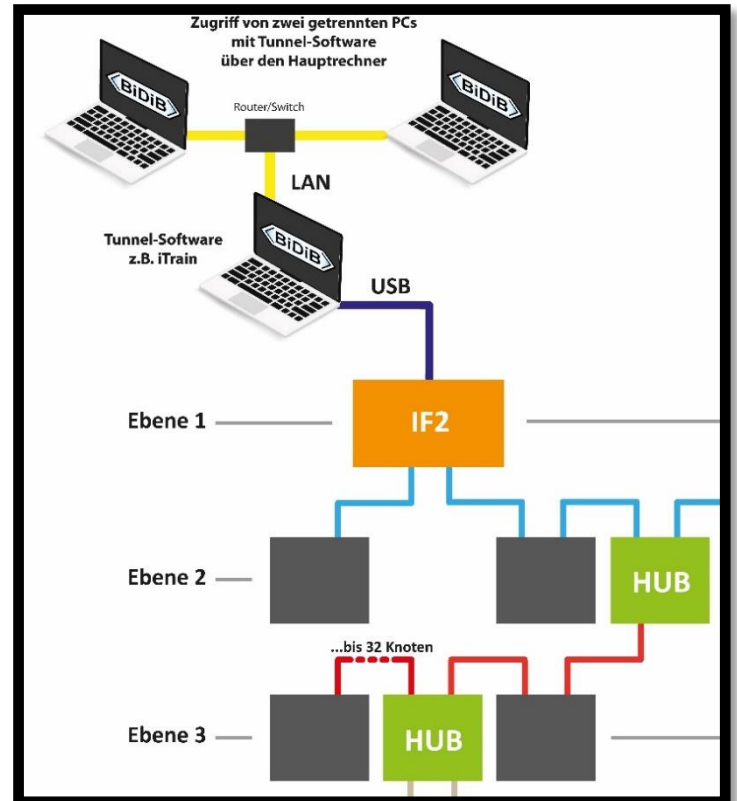 Zugriff von zwei getrennten PCs
mit Tunnel-Software
über den Hauptrechner
BiDiB
BiDiB
Router/Switch
LAN
Tunnel-Software
z.B. iTrain
BiDiB
USB
Ebene 1
IF2
Ebene 2
HUB
...bis 32 Knoten
Ebene 3
HUB